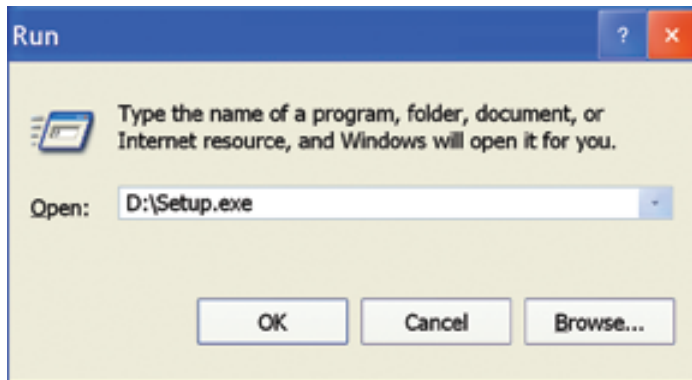 Run
?
Type the name of a program, folder, document, or
Internet resource, and Windows will open it for you.
Open: D:\Setup.exe
OK Cancel Browse...